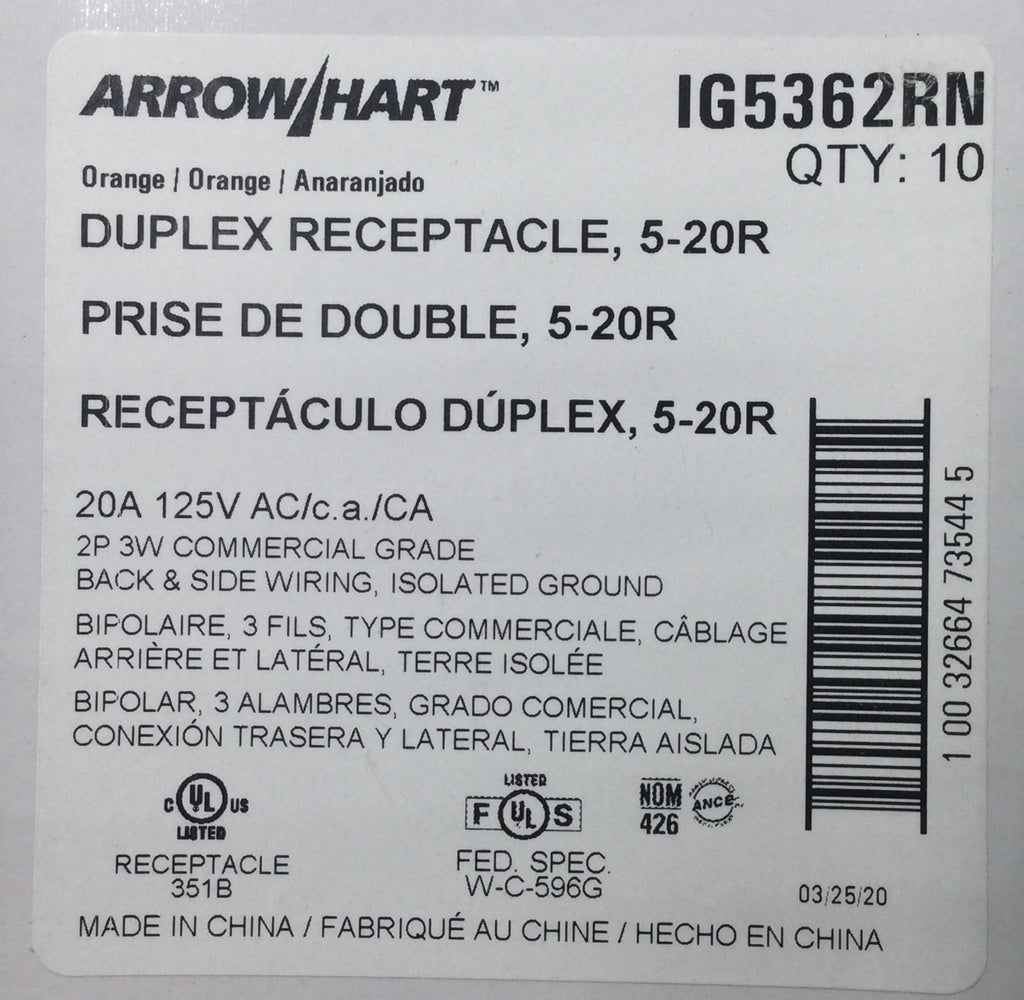 ARROW/HART™
IG5362RN
QTY: 10
Orange / Orange / Anaranjado
DUPLEX RECEPTACLE, 5-20R
PRISE DE DOUBLE, 5-20R
RECEPTÁCULO DÚPLEX, 5-20R
20A 125V AC/c.a./CA
2P 3W COMMERCIAL GRADE
BACK & SIDE WIRING, ISOLATED GROUND
BIPOLAIRE, 3 FILS, TYPE COMMERCIALE, CÂBLAGE
ARRIÈRE ET LATÉRAL, TERRE ISOLÉE
BIPOLAR, 3 ALAMBRES, GRADO COMERCIAL,
CONEXIÓN TRASERA Y LATERAL, TIERRA AISLADA
1 00 32664 73544 5
C UL US
LISTED
RECEPTACLE
351B
LISTED
F UL S
FED. SPEC.
W-C-596G
NOM
426
ANCE
03/25/20
MADE IN CHINA / FABRIQUÉ AU CHINE / HECHO EN CHINA